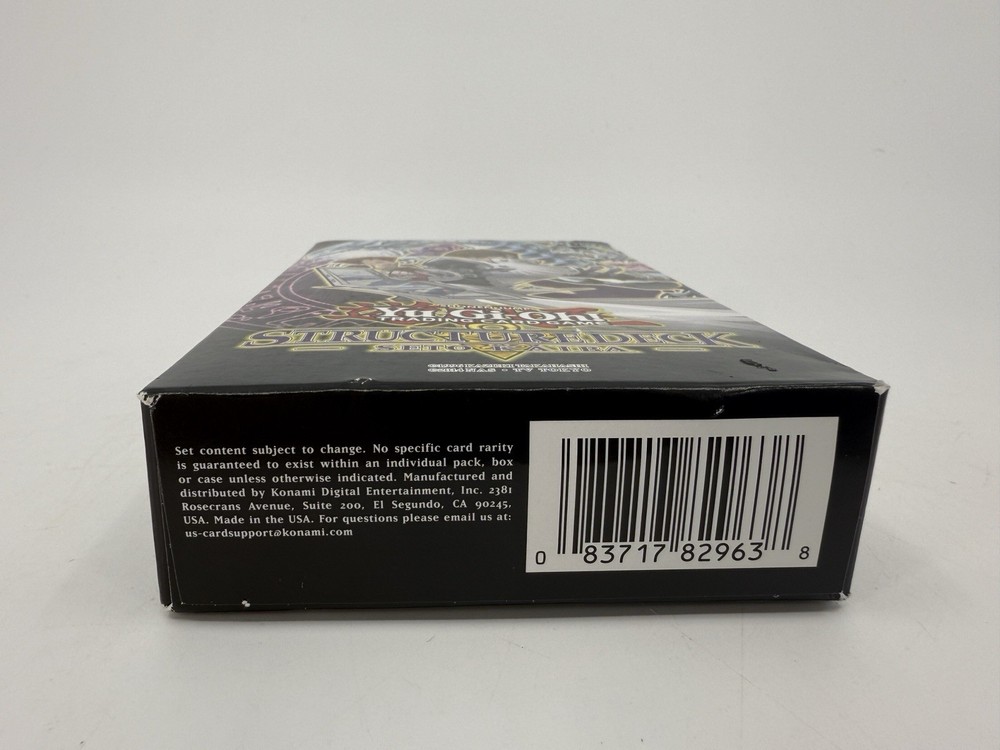 Yu-Gi-Oh!
TRADING CARD GAME
STRUCTURE DECK
SETO KAIBA
Set content subject to change. No specific card rarity
is guaranteed to exist within an individual pack, box
or case unless otherwise indicated. Manufactured and
distributed by Konami Digital Entertainment, Inc. 2381
Rosecrans Avenue, Suite 200, El Segundo, CA 90245,
USA. Made in the USA. For questions please email us at:
us-cardsupport@konami.com
0 83717 82963 8